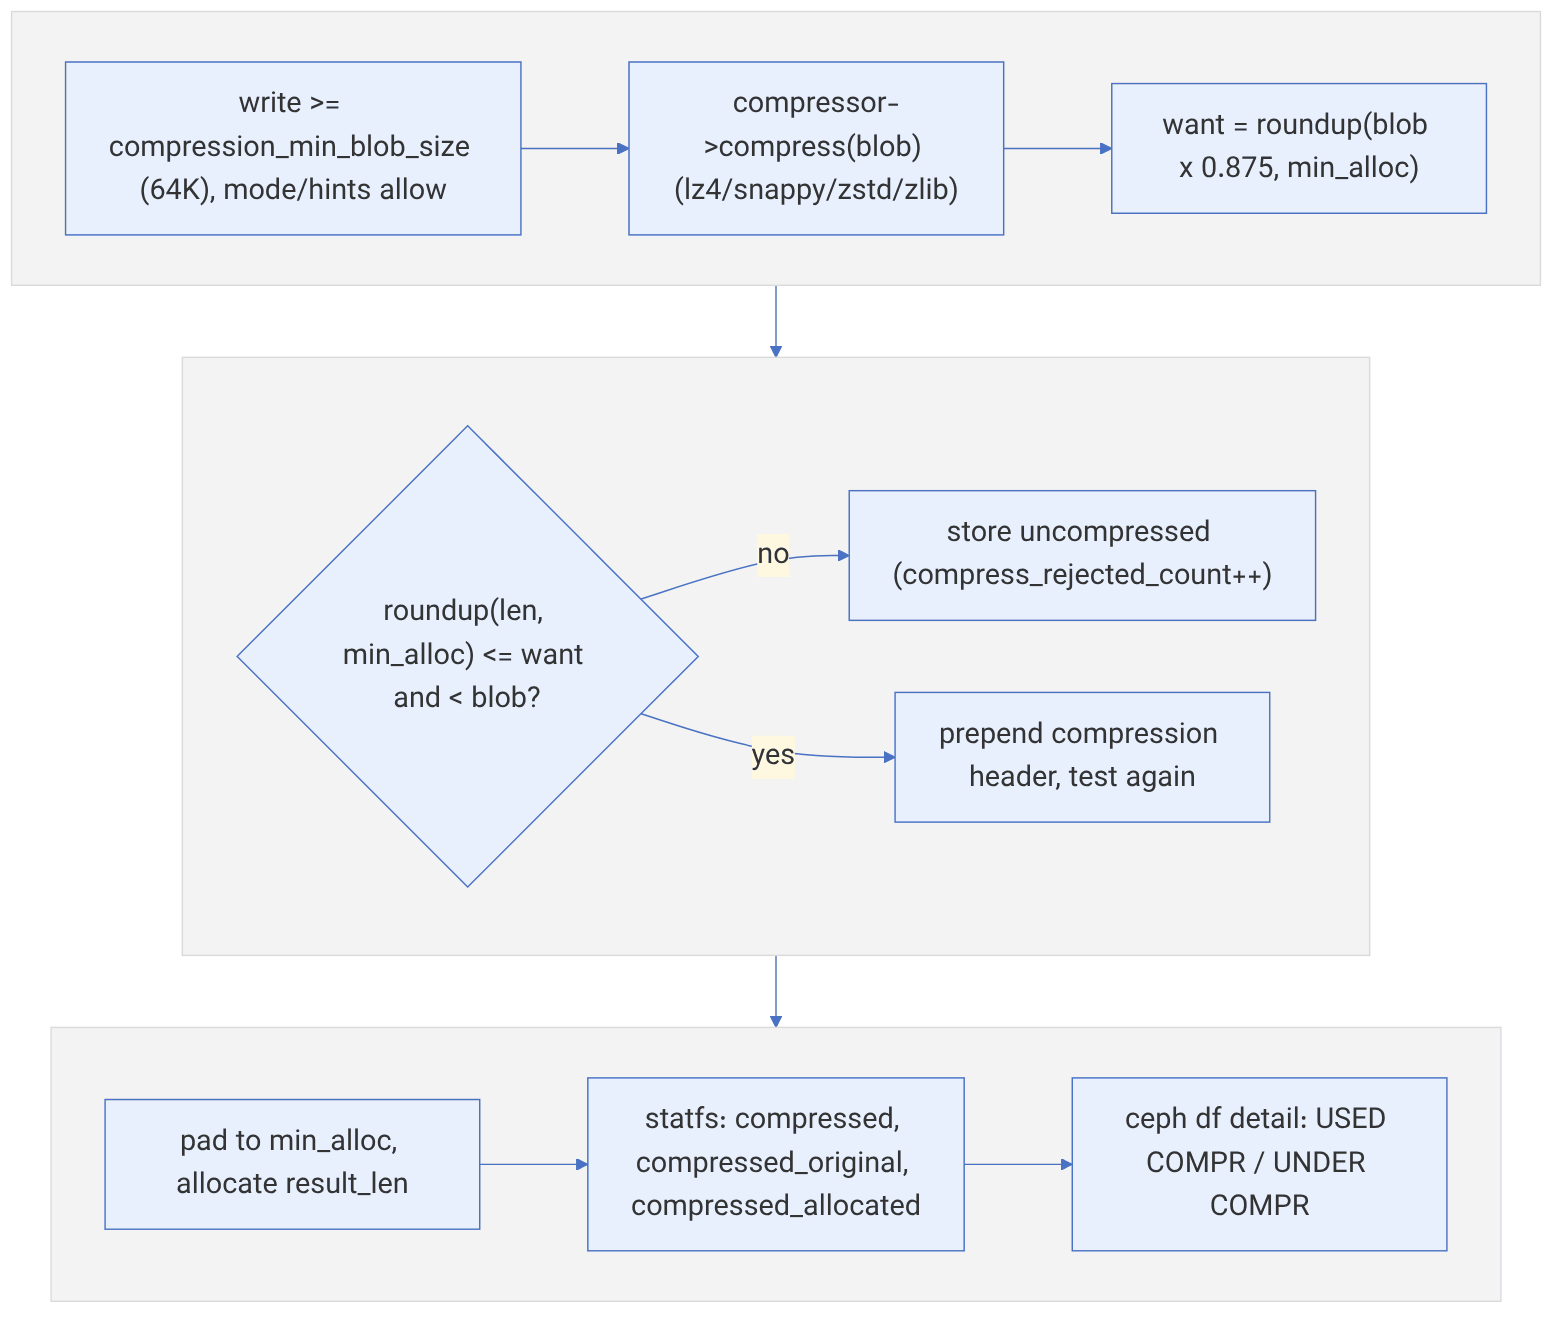 write >=
compression_min_blob_size
(64K), mode/hints allow
compressor-
>compress(blob)
(lz4/snappy/zstd/zlib)
want = roundup(blob
x 0.875, min_alloc)
roundup(len,
min_alloc) <= want
and < blob?
no
store uncompressed
(compress_rejected_count++)
yes
prepend compression
header, test again
pad to min_alloc,
allocate result_len
statfs: compressed,
compressed_original,
compressed_allocated
ceph df detail: USED
COMPR / UNDER
COMPR